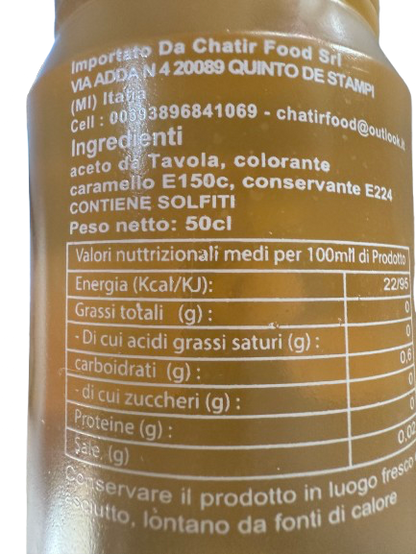 Importato Da Chatir Food Srl
VIA ADDA N 4 20089 QUINTO DE STAMPI
(MI) Italia
Cell : 00393896841069 - chatirfood@outlook.it
Ingredienti
aceto da Tavola, colorante
caramello E150c, conservante E224
CONTIENE SOLFITI
Peso netto: 50cl
Valori nuttrizionali medi per 100mll di Prodotto
Energia (Kcal/KJ): 22/95
Grassi totali (g) : 0
- Di cui acidi grassi saturi (g) : 0
carboidrati (g) : 0,6
- di cui zuccheri (g) : 0
Proteine (g) : 0
Sale, (g) 0,02
Conservare il prodotto in luogo fresco e
asciutto, lontano da fonti di calore